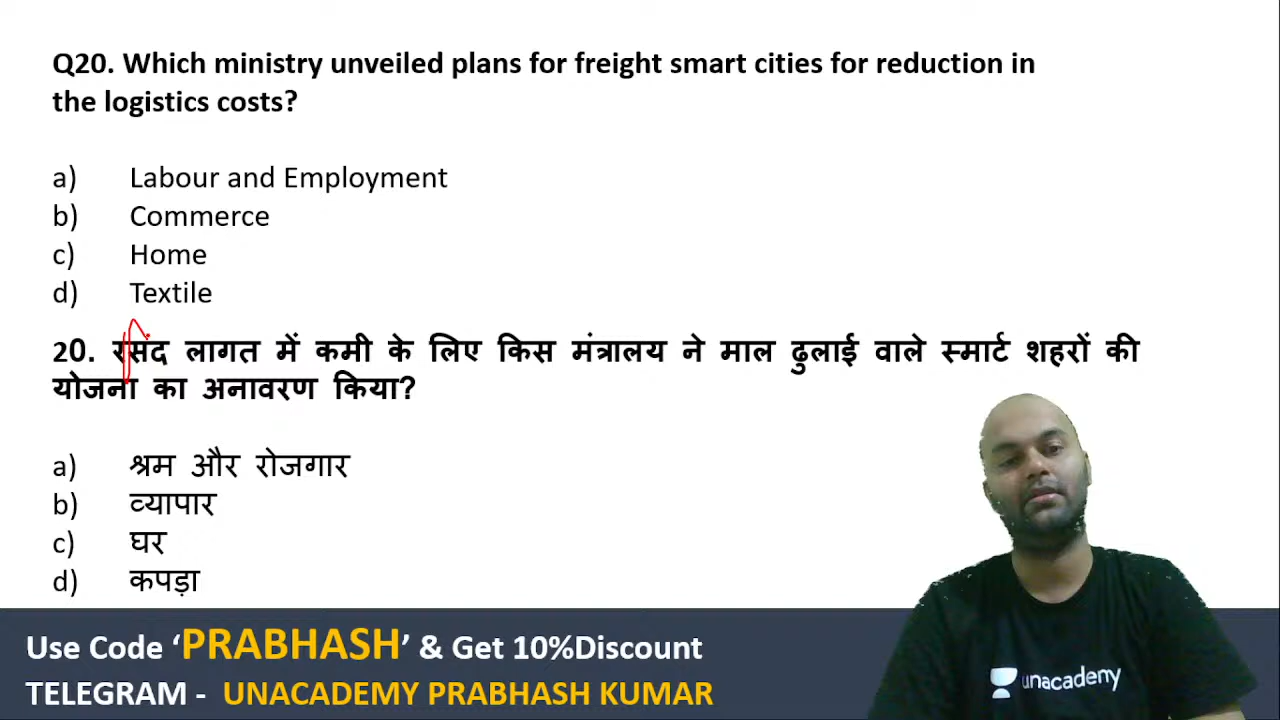 Q20. Which ministry unveiled plans for freight smart cities for reduction in
the logistics costs?
a) Labour and Employment
b) Commerce
c) Home
d) Textile
20. रसद लागत में कमी के लिए किस मंत्रालय ने माल ढुलाई वाले स्मार्ट शहरों की
योजना का अनावरण किया?
a) श्रम और रोजगार
b) व्यापार
c) घर
d) कपड़ा
Use Code ‘PRABHASH’ & Get 10%Discount
TELEGRAM - UNACADEMY PRABHASH KUMAR
unacademy